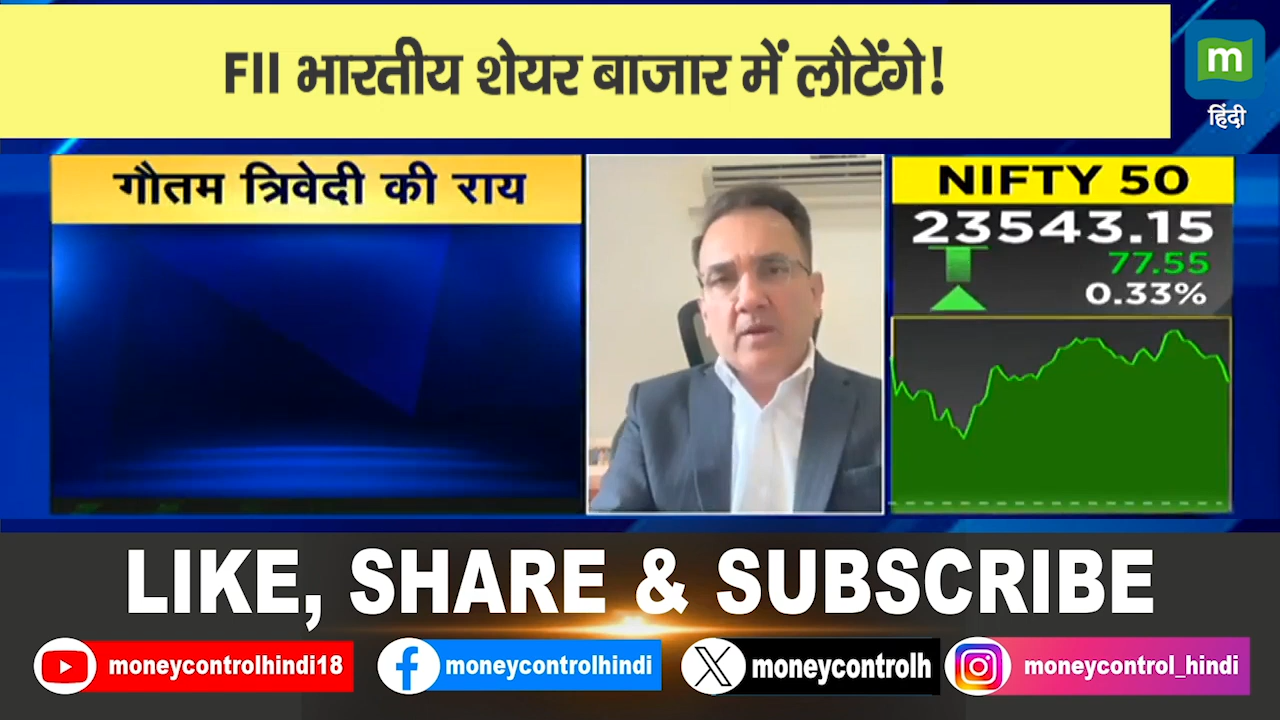 FII भारतीय शेयर बाजार में लौटेंगे!
m
हिंदी
गौतम त्रिवेदी की राय
NIFTY 50
23543.15
77.55
0.33%
LIKE, SHARE & SUBSCRIBE
moneycontrolhindi18
moneycontrolhindi
moneycontrolh
moneycontrol_hindi